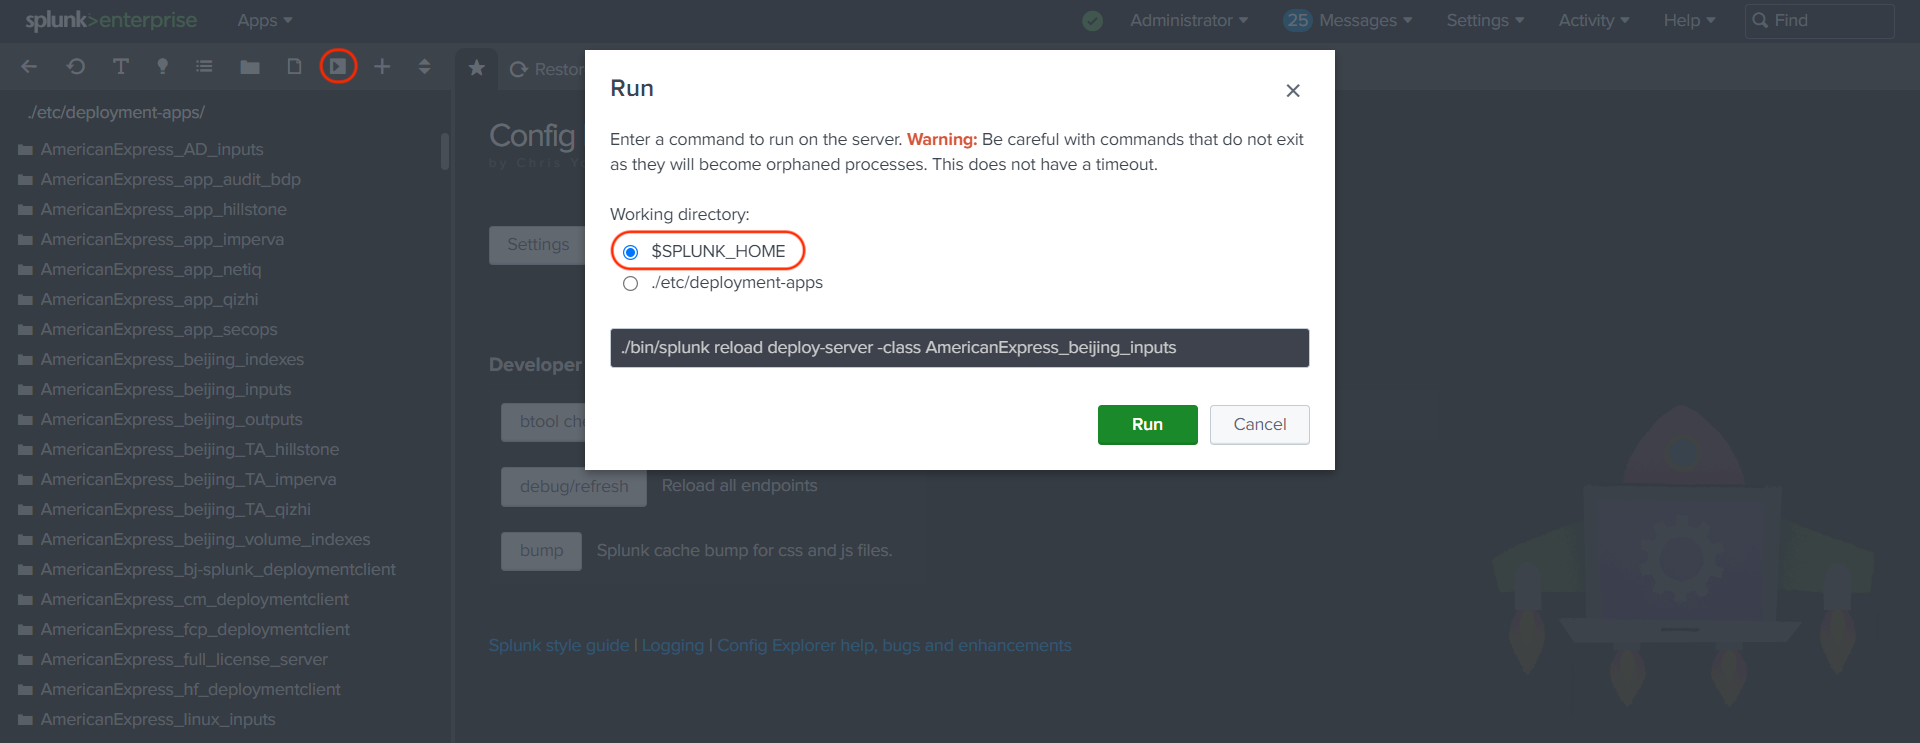 splunk>enterprise Apps Administrator 25 Messages Settings Activity Help Find
Restor
./etc/deployment-apps/
AmericanExpress_AD_inputs
AmericanExpress_app_audit_bdp
AmericanExpress_app_hillstone
AmericanExpress_app_imperva
AmericanExpress_app_netiq
AmericanExpress_app_qizhi
AmericanExpress_app_secops
AmericanExpress_beijing_indexes
AmericanExpress_beijing_inputs
AmericanExpress_beijing_outputs
AmericanExpress_beijing_TA_hillstone
AmericanExpress_beijing_TA_imperva
AmericanExpress_beijing_TA_qizhi
AmericanExpress_beijing_volume_indexes
AmericanExpress_bj-splunk_deploymentclient
AmericanExpress_cm_deploymentclient
AmericanExpress_fcp_deploymentclient
AmericanExpress_full_license_server
AmericanExpress_hf_deploymentclient
AmericanExpress_linux_inputs
Config
by Chris Y
Settings
Developer
btool che
debug/refresh Reload all endpoints
bump Splunk cache bump for css and js files.
Splunk style guide | Logging | Config Explorer help, bugs and enhancements
Run
Enter a command to run on the server. Warning: Be careful with commands that do not exit
as they will become orphaned processes. This does not have a timeout.
Working directory:
$SPLUNK_HOME
./etc/deployment-apps
./bin/splunk reload deploy-server -class AmericanExpress_beijing_inputs
Run Cancel